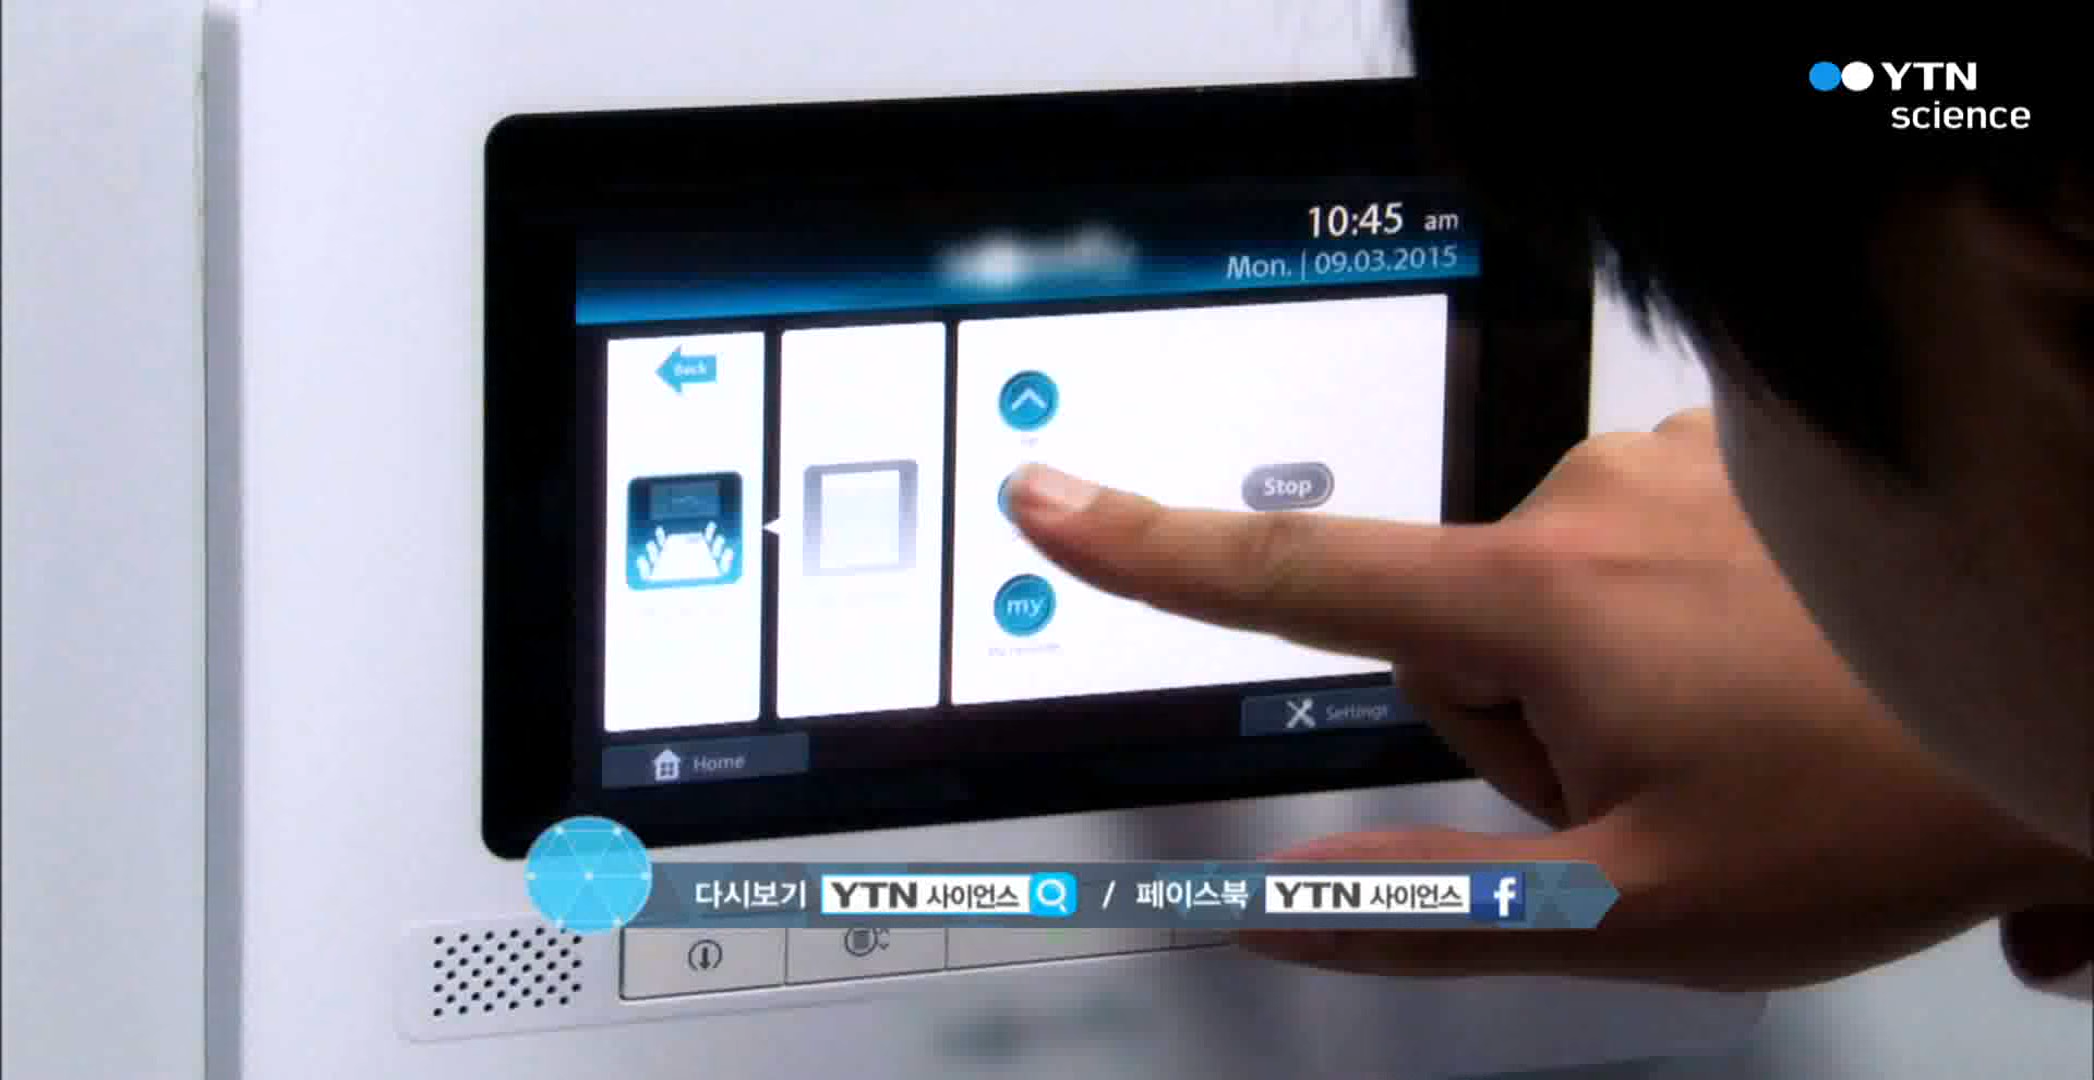 YTN
science
10:45 am
Mon. | 09.03.2015
Back
Stop
my
Settings
Home
다시보기 YTN 사이언스 / 페이스북 YTN 사이언스 f